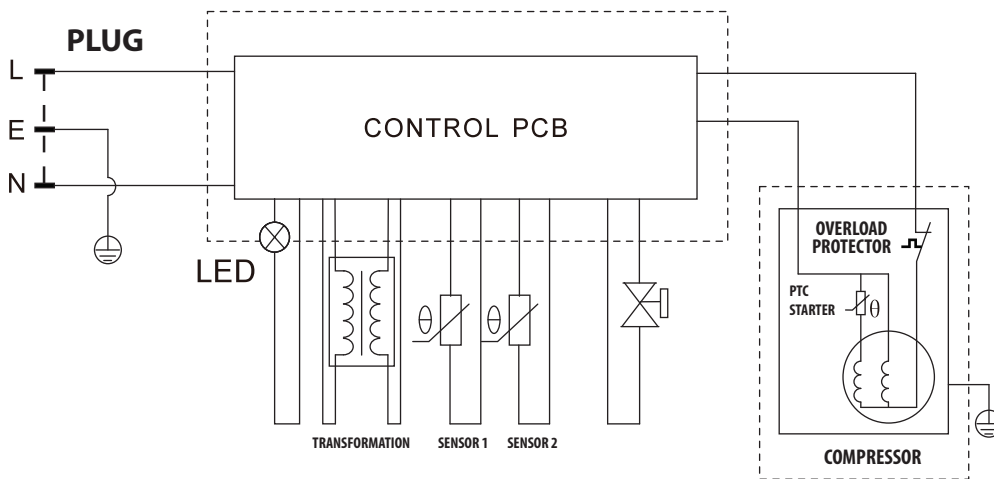 PLUG
L
E
N
CONTROL PCB
LED
θ
θ
TRANSFORMATION
SENSOR 1
SENSOR 2
OVERLOAD
PROTECTOR
PTC
STARTER
θ
COMPRESSOR